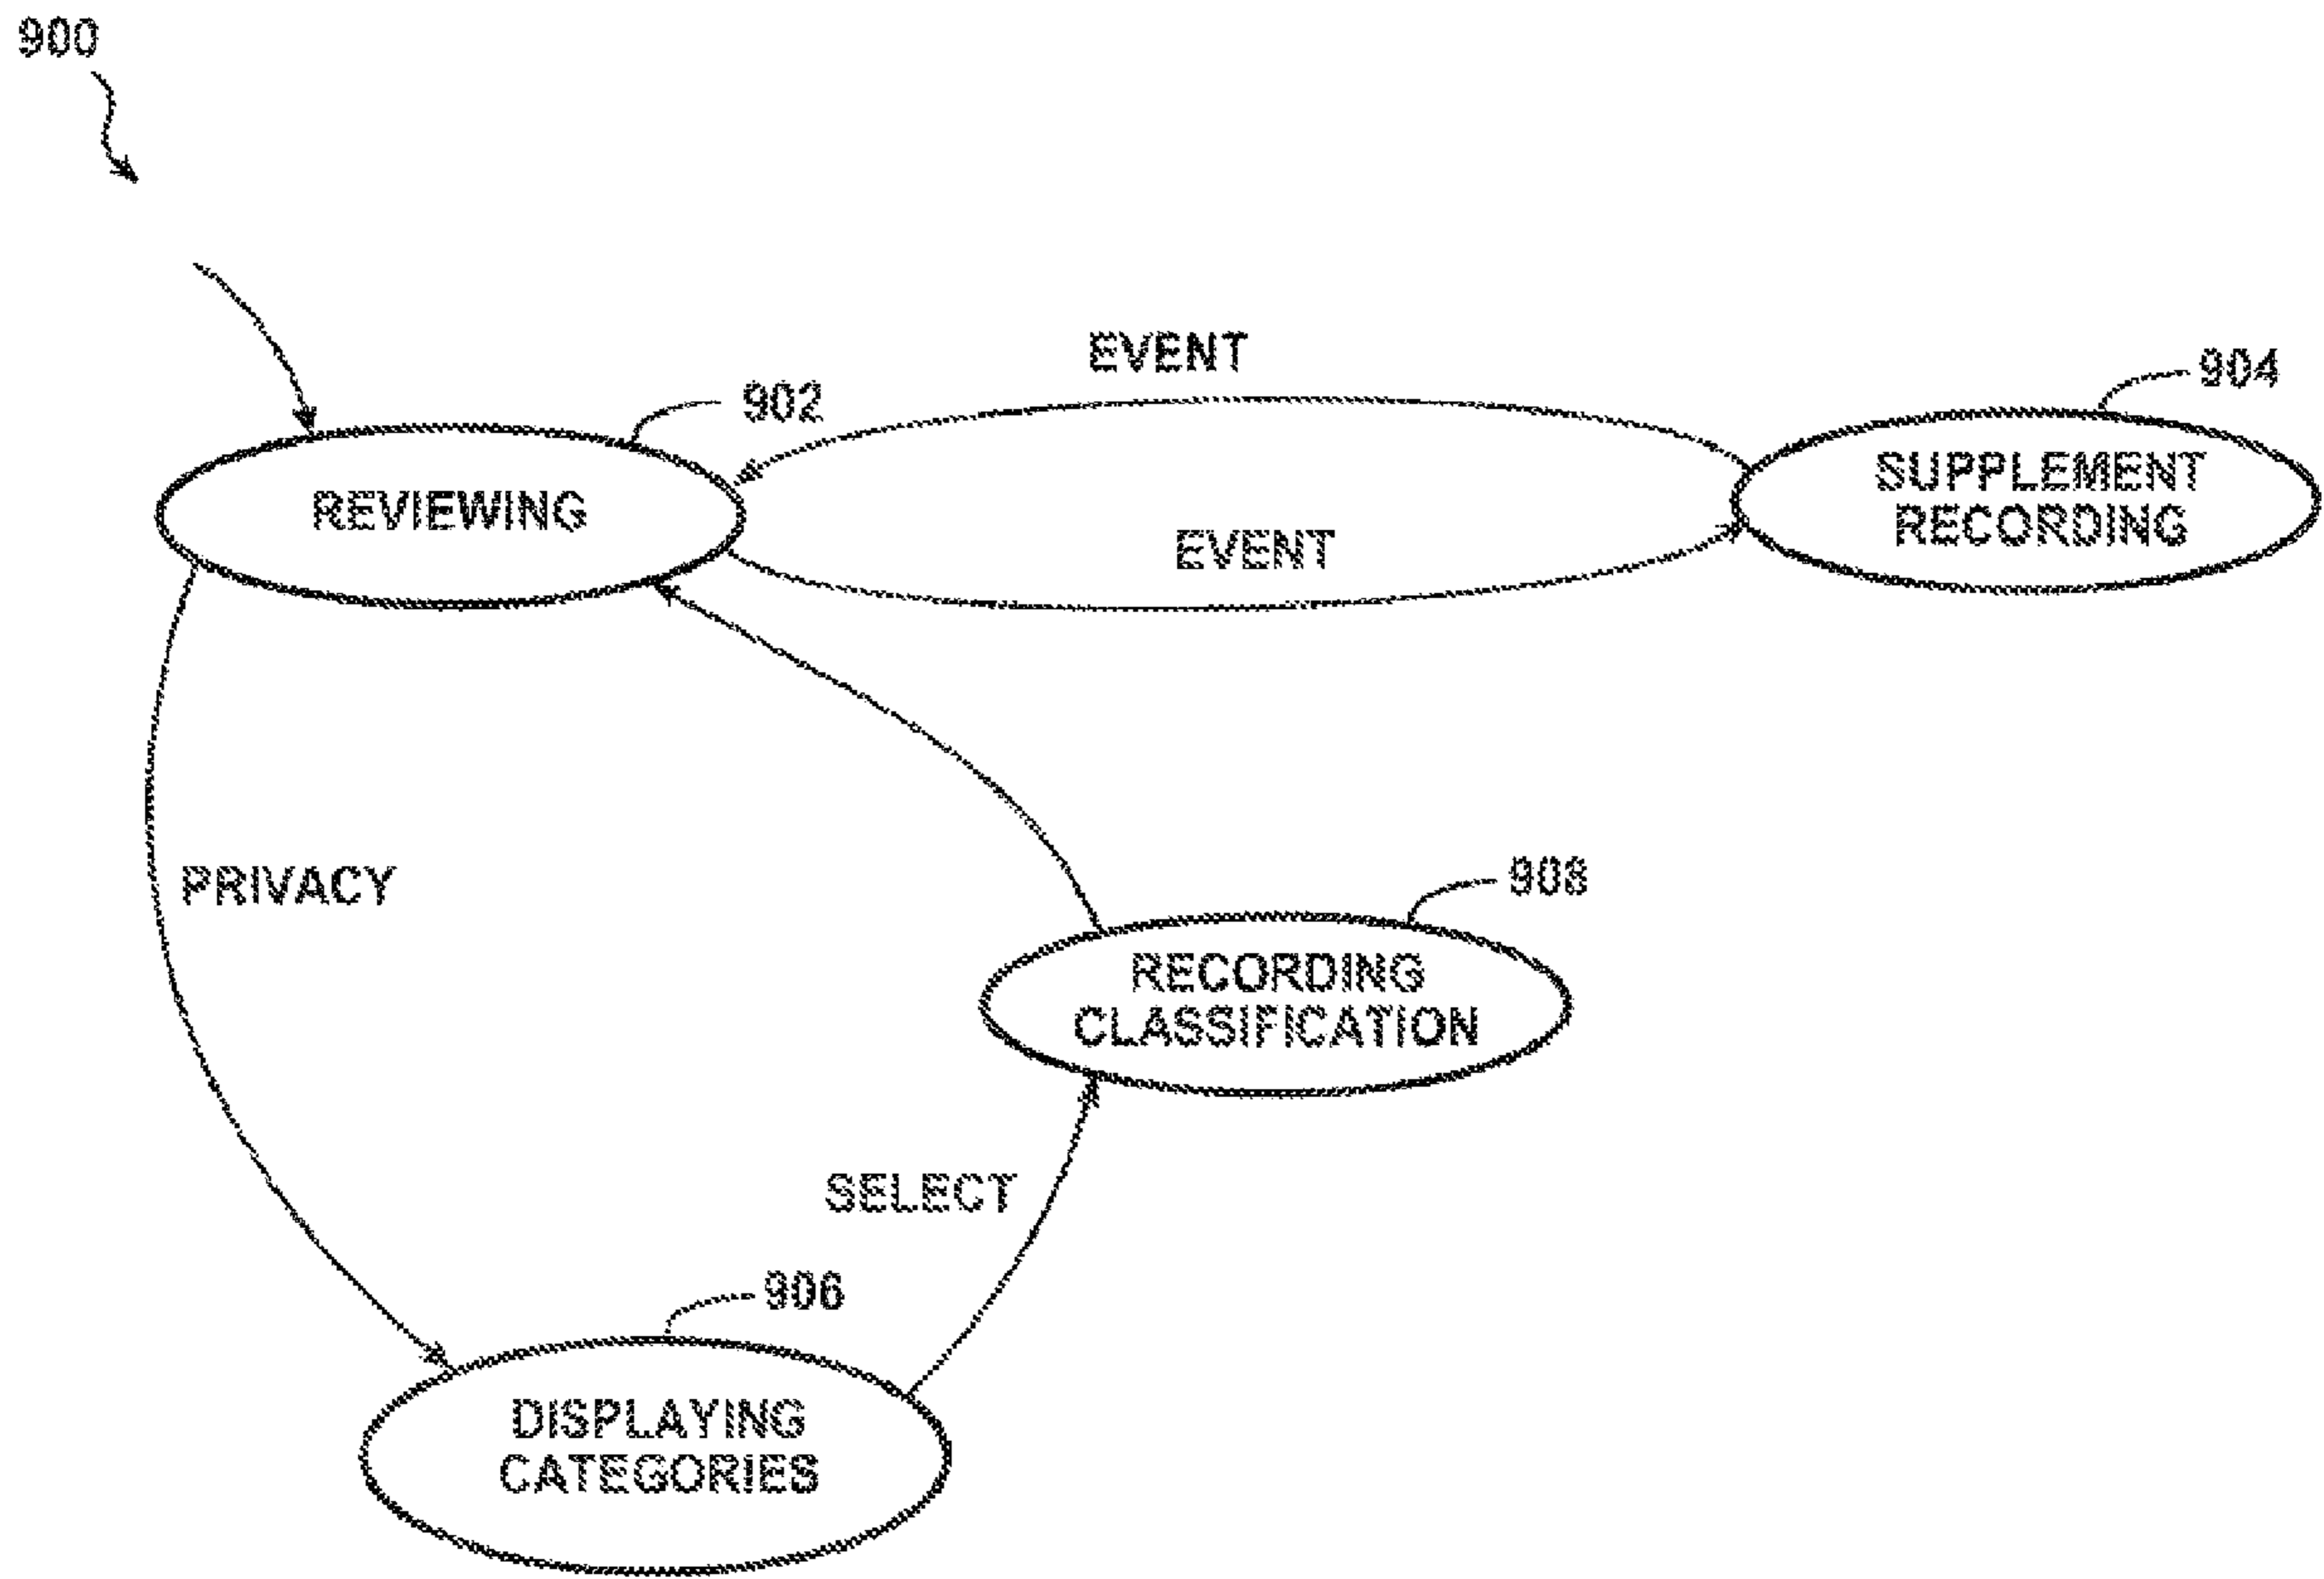 900
EVENT
902
904
REVIEWING
SUPPLEMENT
RECORDING
EVENT
PRIVACY
908
RECORDING
CLASSIFICATION
SELECT
906
DISPLAYING
CATEGORIES